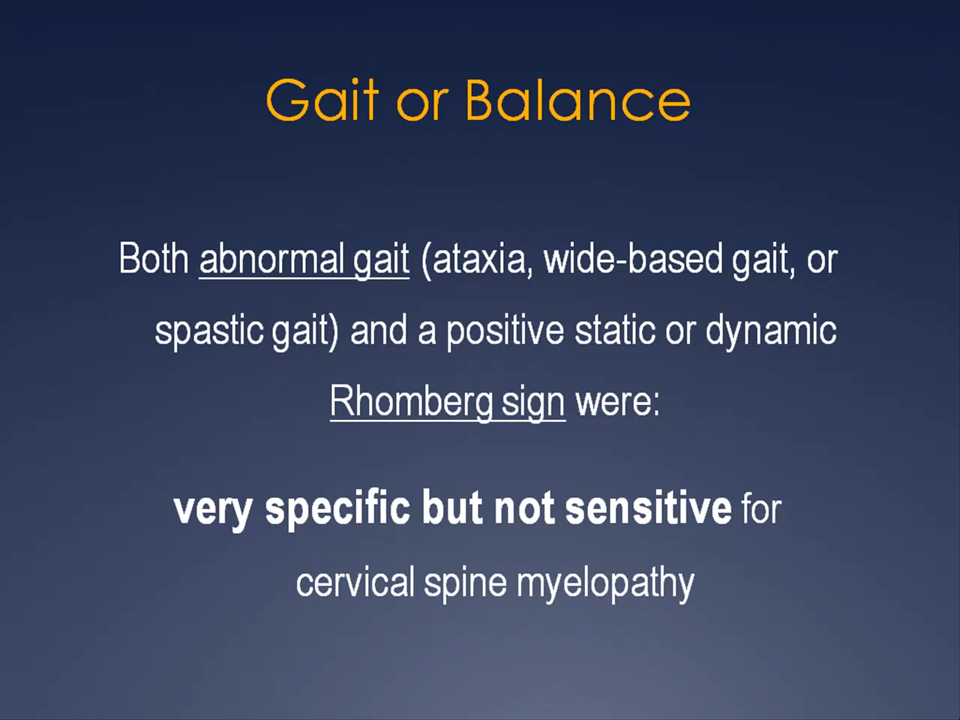 Gait or Balance
Both abnormal gait (ataxia, wide-based gait, or
spastic gait) and a positive static or dynamic
Rhomberg sign were:
very specific but not sensitive for
cervical spine myelopathy